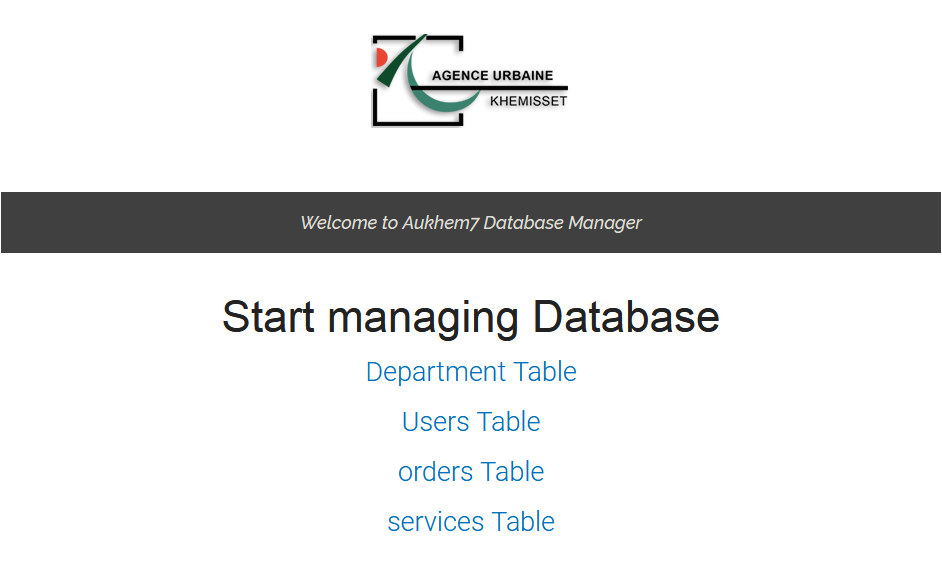 AGENCE URBAINE
KHEMISSET
Welcome to Aukhem7 Database Manager
Start managing Database
Department Table
Users Table
orders Table
services Table